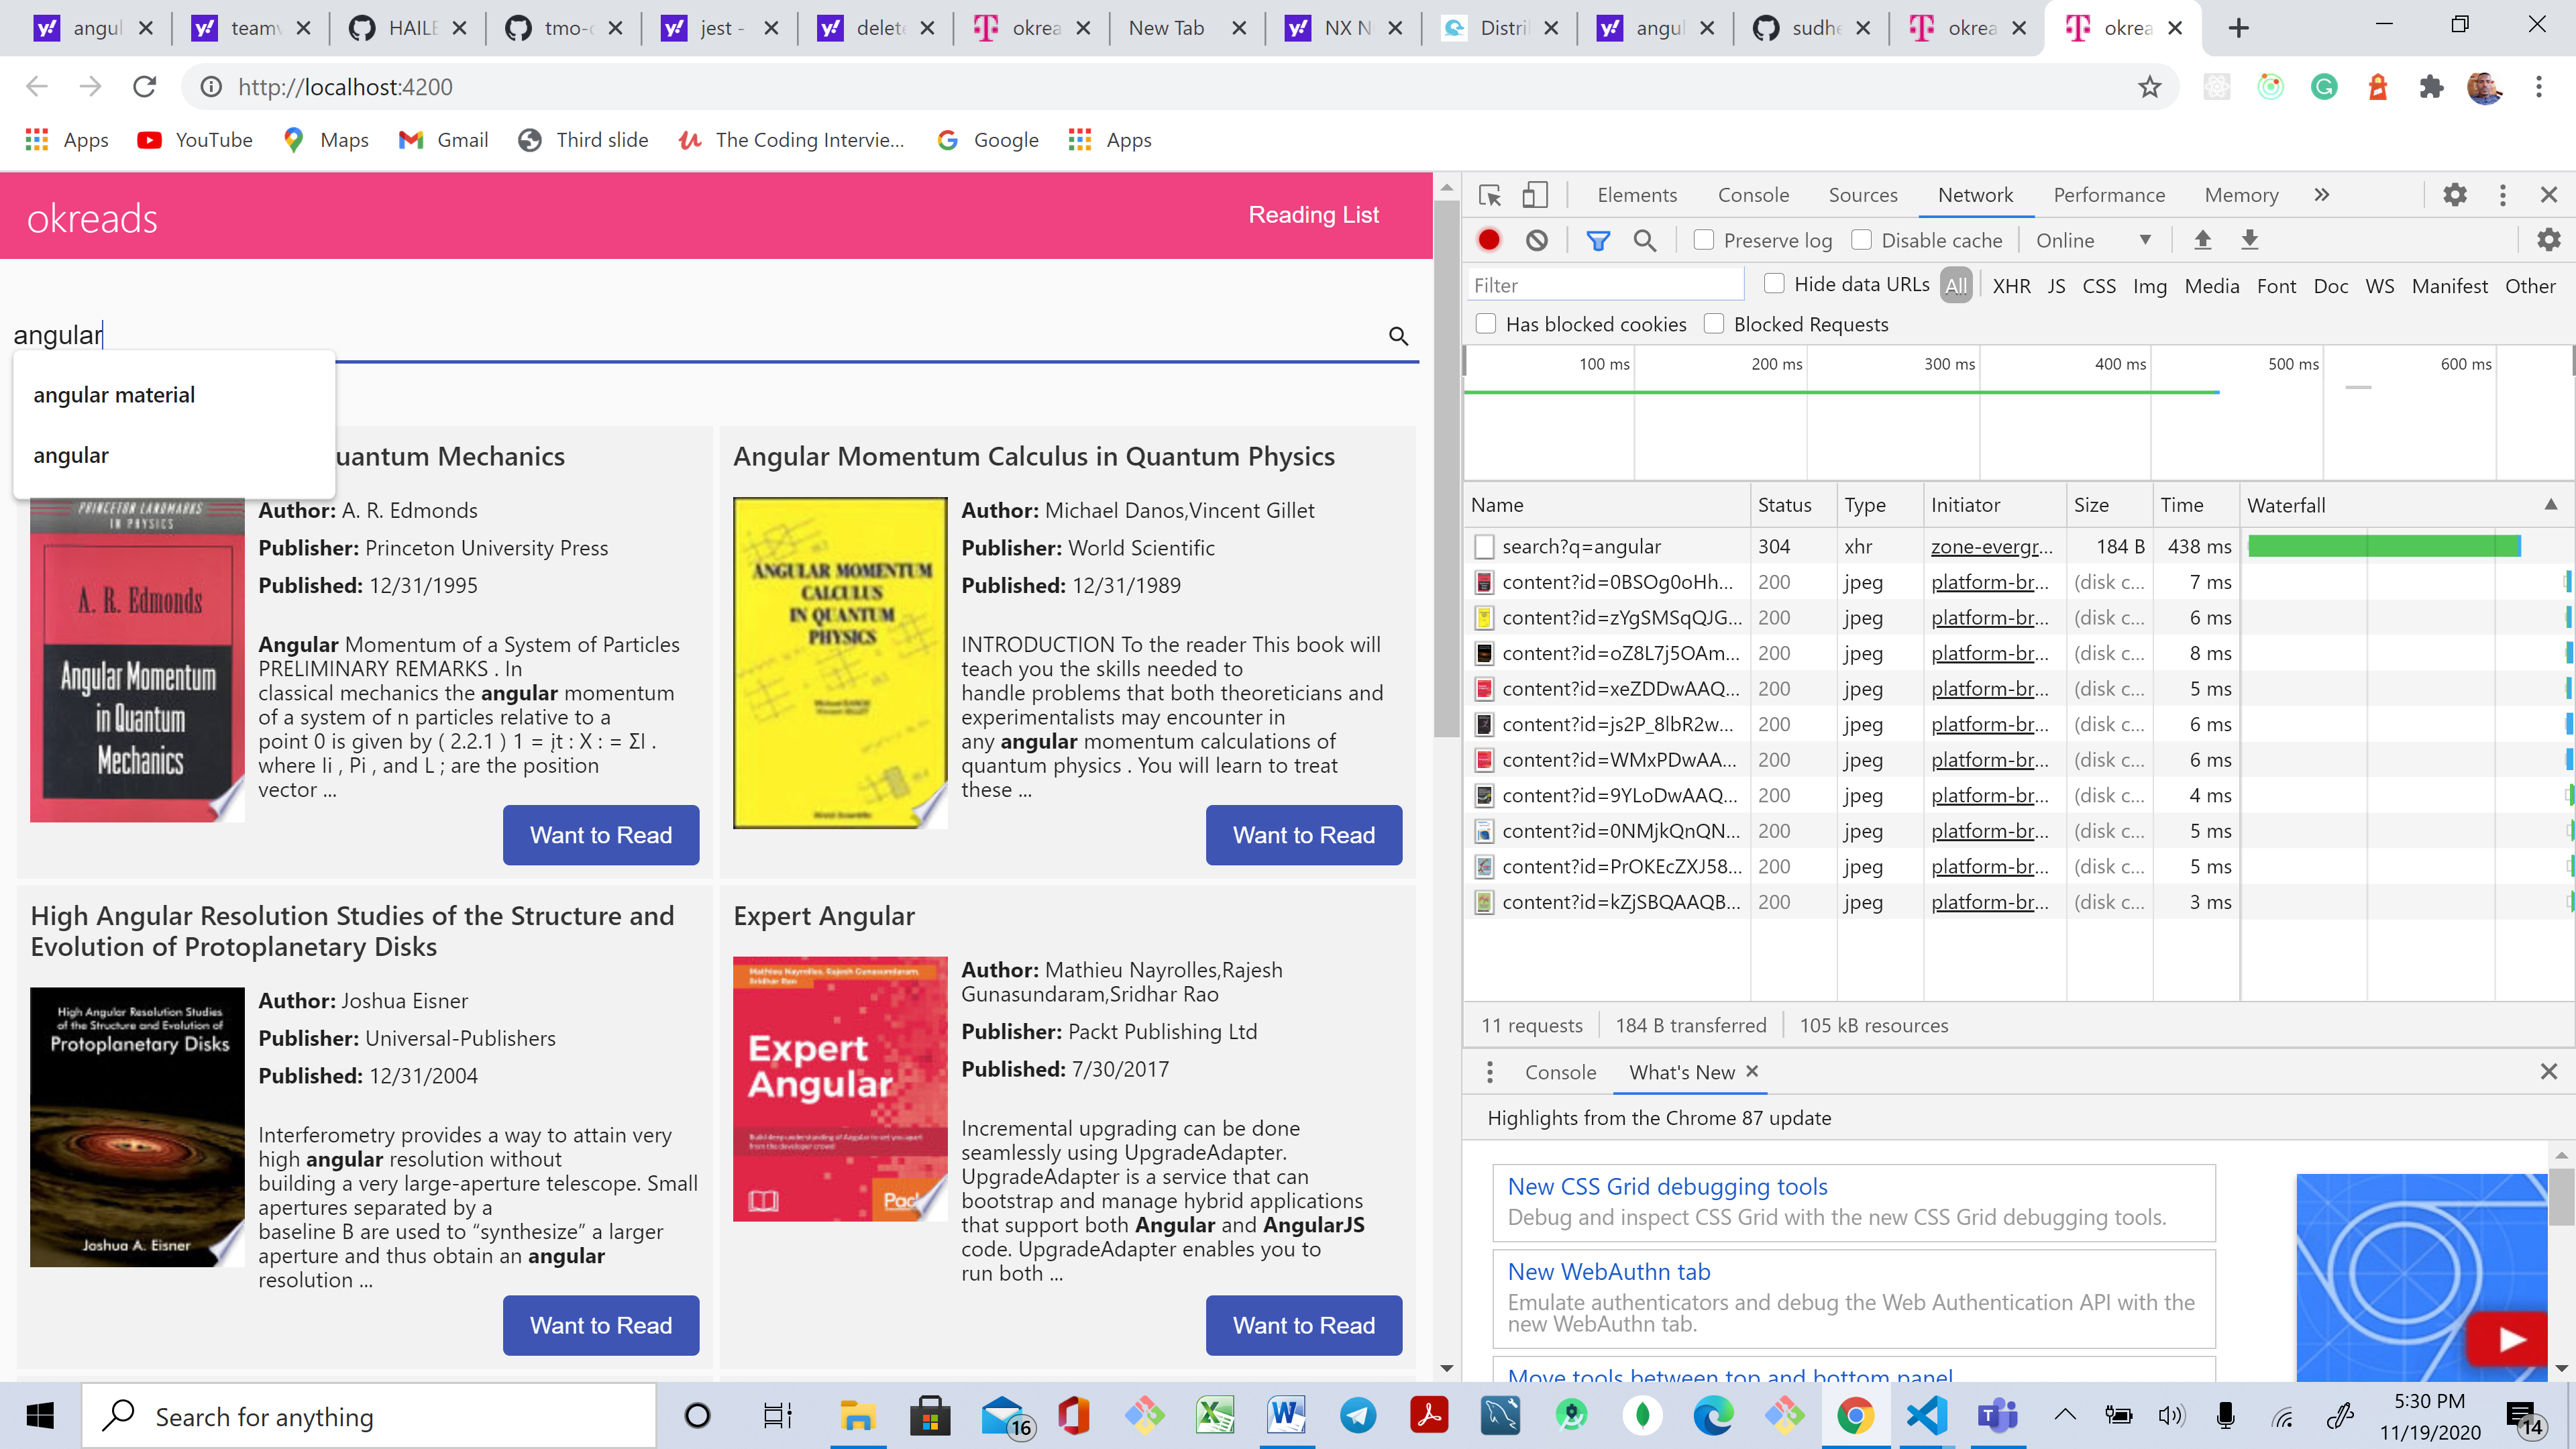 angul
teamv
HAILE
tmo-c
jest -
delete
okrea
New Tab
NX N
Distri
angul
sudhe
okrea
okrea
http://localhost:4200
Apps
YouTube
Maps
Gmail
Third slide
The Coding Intervie...
Google
Apps
okreads
Reading List
angular
angular material
angular
uantum Mechanics
PRINCETON LANDMARKS
IN PHYSICS
A. R. Edmonds
Angular Momentum
in Quantum
Mechanics
Author: A. R. Edmonds
Publisher: Princeton University Press
Published: 12/31/1995
Angular Momentum of a System of Particles
PRELIMINARY REMARKS . In
classical mechanics the angular momentum
of a system of n particles relative to a
point 0 is given by ( 2.2.1 ) 1 = įt : X : = Σl .
where li , Pi , and L ; are the position
vector ...
Want to Read
Angular Momentum Calculus in Quantum Physics
ANGULAR MOMENTUM
CALCULUS
IN QUANTUM
PHYSICS
World Scientific
Author: Michael Danos,Vincent Gillet
Publisher: World Scientific
Published: 12/31/1989
INTRODUCTION To the reader This book will
teach you the skills needed to
handle problems that both theoreticians and
experimentalists may encounter in
any angular momentum calculations of
quantum physics . You will learn to treat
these ...
Want to Read
High Angular Resolution Studies of the Structure and
Evolution of Protoplanetary Disks
High Angular Resolution Studies
of the Structure and Evolution of
Protoplanetary Disks
Joshua A. Eisner
Author: Joshua Eisner
Publisher: Universal-Publishers
Published: 12/31/2004
Interferometry provides a way to attain very
high angular resolution without
building a very large-aperture telescope. Small
apertures separated by a
baseline B are used to “synthesize” a larger
aperture and thus obtain an angular
resolution ...
Want to Read
Expert Angular
Mathieu Nayrolles, Rajesh Gunasundaram,
Sridhar Rao
Expert
Angular
Build deep understanding of Angular to set you apart
from the developer crowd
Pac
Author: Mathieu Nayrolles,Rajesh
Gunasundaram,Sridhar Rao
Publisher: Packt Publishing Ltd
Published: 7/30/2017
Incremental upgrading can be done
seamlessly using UpgradeAdapter.
UpgradeAdapter is a service that can
bootstrap and manage hybrid applications
that support both Angular and AngularJS
code. UpgradeAdapter enables you to
run both ...
Want to Read
Elements Console Sources Network Performance Memory
Preserve log Disable cache Online
Filter Hide data URLs All XHR JS CSS Img Media Font Doc WS Manifest Other
Has blocked cookies Blocked Requests
100 ms 200 ms 300 ms 400 ms 500 ms 600 ms
Name Status Type Initiator Size Time Waterfall
search?q=angular 304 xhr zone-evergr... 184 B 438 ms
content?id=0BSOg0oHh... 200 jpeg platform-br... (disk c... 7 ms
content?id=zYgSMSqQJG... 200 jpeg platform-br... (disk c... 6 ms
content?id=oZ8L7j5OAm... 200 jpeg platform-br... (disk c... 8 ms
content?id=xeZDDwAAQ... 200 jpeg platform-br... (disk c... 5 ms
content?id=js2P_8lbR2w... 200 jpeg platform-br... (disk c... 6 ms
content?id=WMxPDwAA... 200 jpeg platform-br... (disk c... 6 ms
content?id=9YLoDwAAQ... 200 jpeg platform-br... (disk c... 4 ms
content?id=0NMjkQnQN... 200 jpeg platform-br... (disk c... 5 ms
content?id=PrOKEcZXJ58... 200 jpeg platform-br... (disk c... 5 ms
content?id=kZjSBQAAQB... 200 jpeg platform-br... (disk c... 3 ms
11 requests 184 B transferred 105 kB resources
Console What's New
Highlights from the Chrome 87 update
New CSS Grid debugging tools
Debug and inspect CSS Grid with the new CSS Grid debugging tools.
New WebAuthn tab
Emulate authenticators and debug the Web Authentication API with the
new WebAuthn tab.
Move tools between top and bottom panel
Search for anything
16
5:30 PM
11/19/2020
14